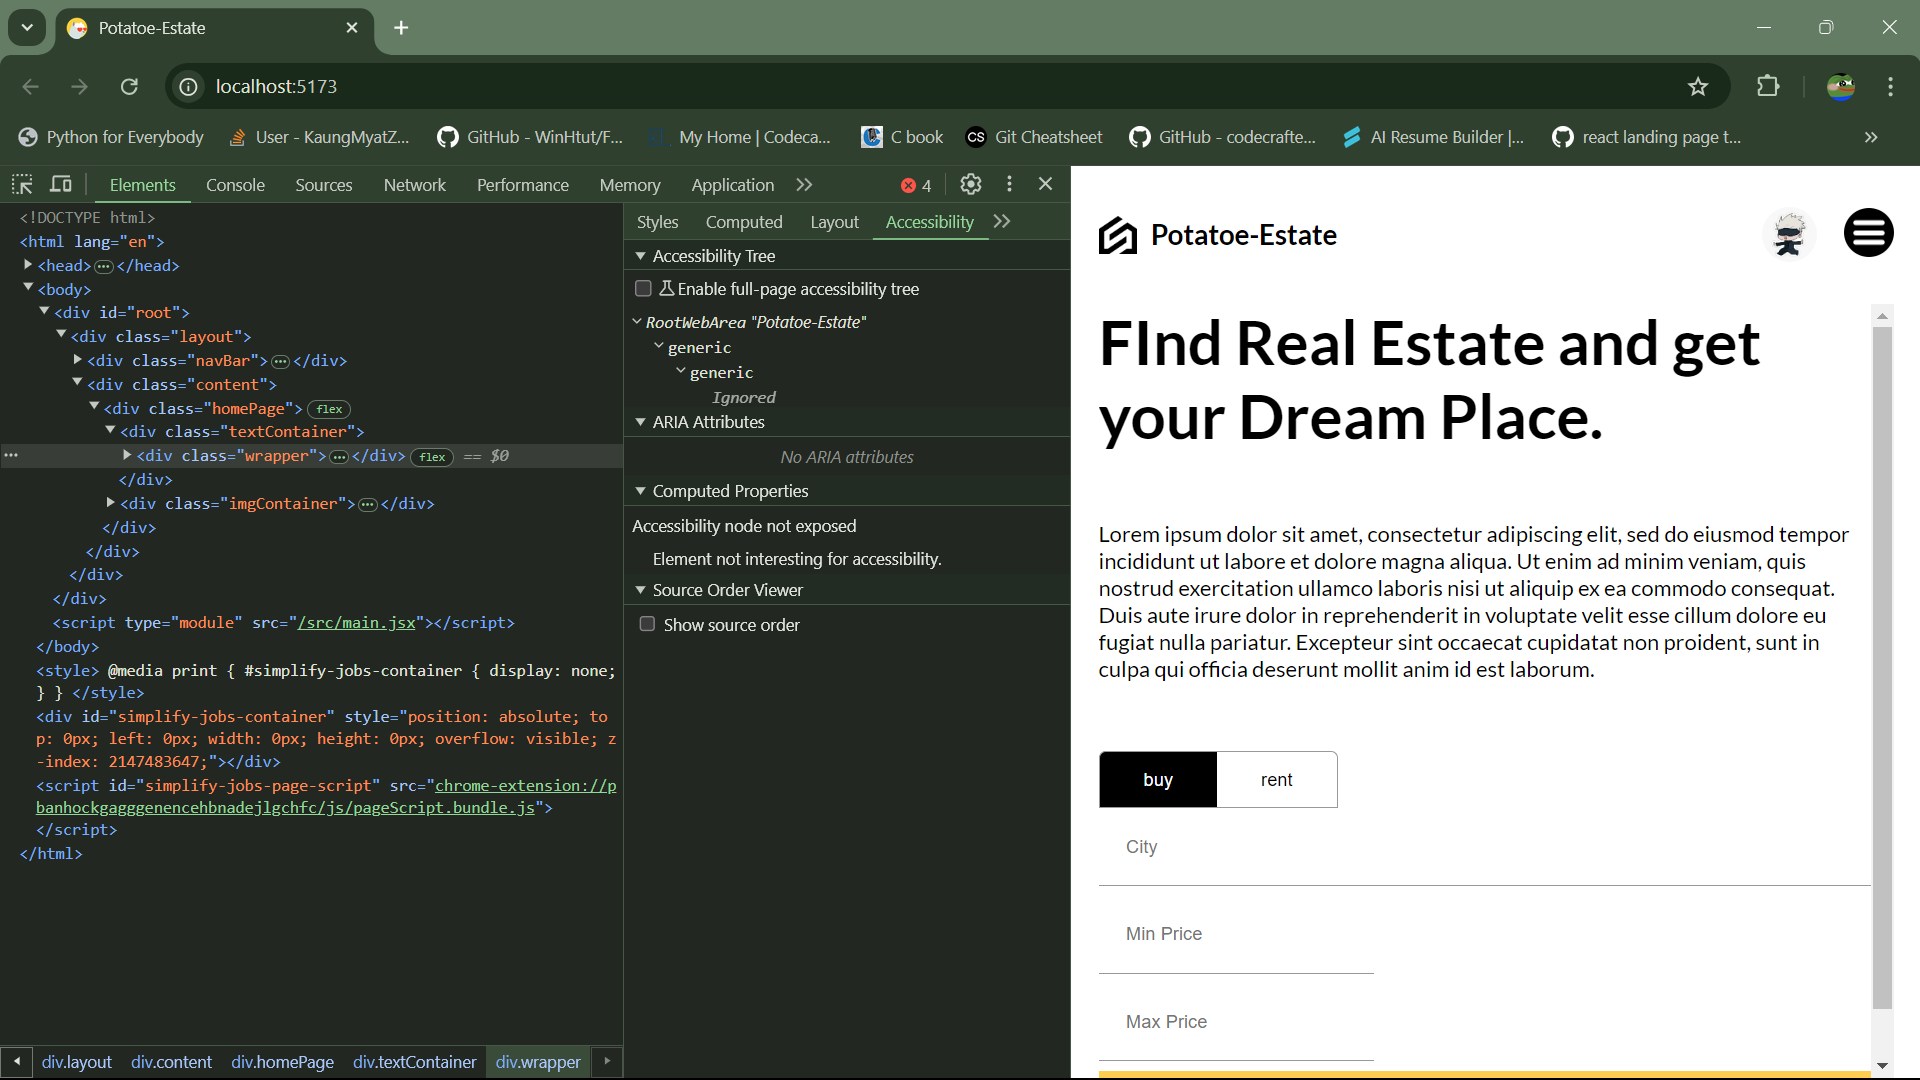 Potatoe-Estate
localhost:5173
Python for Everybody
User - KaungMyatZ...
GitHub - WinHtut/F...
My Home | Codeca...
C book
CS Git Cheatsheet
GitHub - codecrafte...
AI Resume Builder |...
react landing page t...
Elements
Console
Sources
Network
Performance
Memory
Application
4
<!DOCTYPE html>
<html lang="en">
<head>…</head>
<body>
<div id="root">
<div class="layout">
<div class="navBar">…</div>
<div class="content">
<div class="homePage"> flex
<div class="textContainer">
<div class="wrapper">…</div> flex == $0
</div>
<div class="imgContainer">…</div>
</div>
</div>
</div>
</div>
<script type="module" src="/src/main.jsx"></script>
</body>
<style> @media print { #simplify-jobs-container { display: none;
} } </style>
<div id="simplify-jobs-container" style="position: absolute; to
p: 0px; left: 0px; width: 0px; height: 0px; overflow: visible; z
-index: 2147483647;"></div>
<script id="simplify-jobs-page-script" src="chrome-extension://p
banhockgagggenencehbnadejlgchfc/js/pageScript.bundle.js">
</script>
</html>
div.layout
div.content
div.homePage
div.textContainer
div.wrapper
Styles
Computed
Layout
Accessibility
Accessibility Tree
Enable full-page accessibility tree
RootWebArea "Potatoe-Estate"
generic
generic
Ignored
ARIA Attributes
No ARIA attributes
Computed Properties
Accessibility node not exposed
Element not interesting for accessibility.
Source Order Viewer
Show source order
Potatoe-Estate
FInd Real Estate and get
your Dream Place.
Lorem ipsum dolor sit amet, consectetur adipiscing elit, sed do eiusmod tempor
incididunt ut labore et dolore magna aliqua. Ut enim ad minim veniam, quis
nostrud exercitation ullamco laboris nisi ut aliquip ex ea commodo consequat.
Duis aute irure dolor in reprehenderit in voluptate velit esse cillum dolore eu
fugiat nulla pariatur. Excepteur sint occaecat cupidatat non proident, sunt in
culpa qui officia deserunt mollit anim id est laborum.
buy
rent
City
Min Price
Max Price